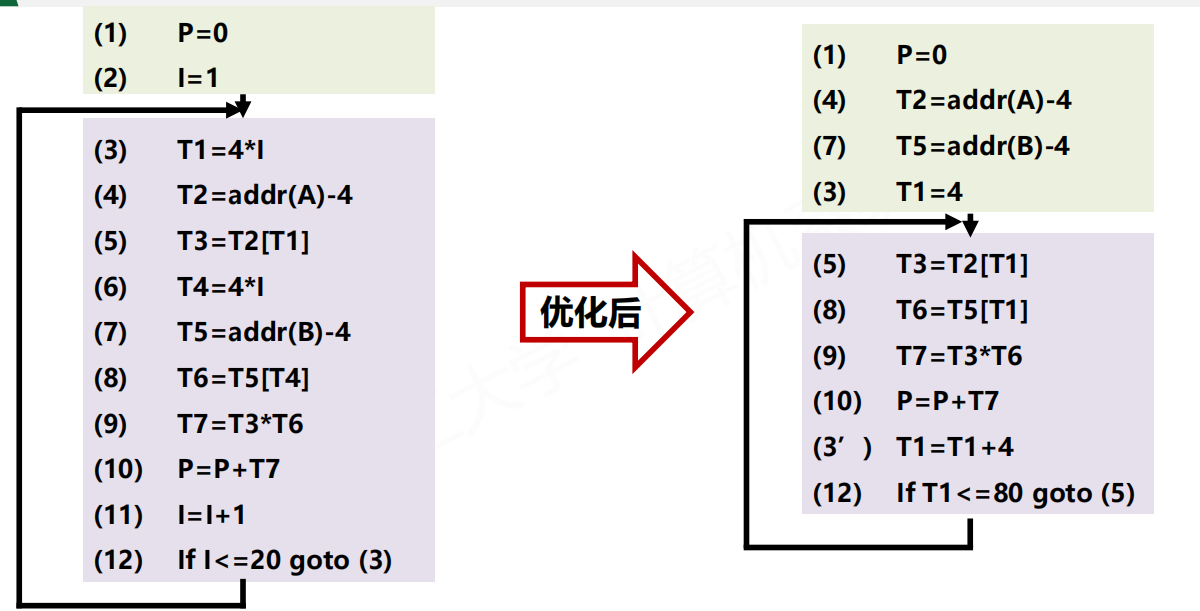 (1) P=0
(2) I=1
(3) T1=4*I
(4) T2=addr(A)-4
(5) T3=T2[T1]
(6) T4=4*I
(7) T5=addr(B)-4
(8) T6=T5[T4]
(9) T7=T3*T6
(10) P=P+T7
(11) I=I+1
(12) If I<=20 goto (3)
优化后
(1) P=0
(4) T2=addr(A)-4
(7) T5=addr(B)-4
(3) T1=4
(5) T3=T2[T1]
(8) T6=T5[T1]
(9) T7=T3*T6
(10) P=P+T7
(3′) T1=T1+4
(12) If T1<=80 goto (5)